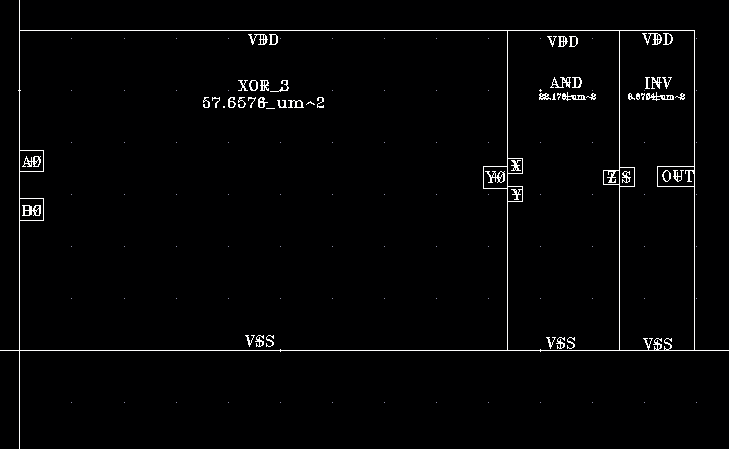 VDD
VDD
VDD
XOR_3
57.6576_um^2
AND
INV
A0
B0
Y0
X
Y
Z
S
OUT
VSS
VSS
VSS